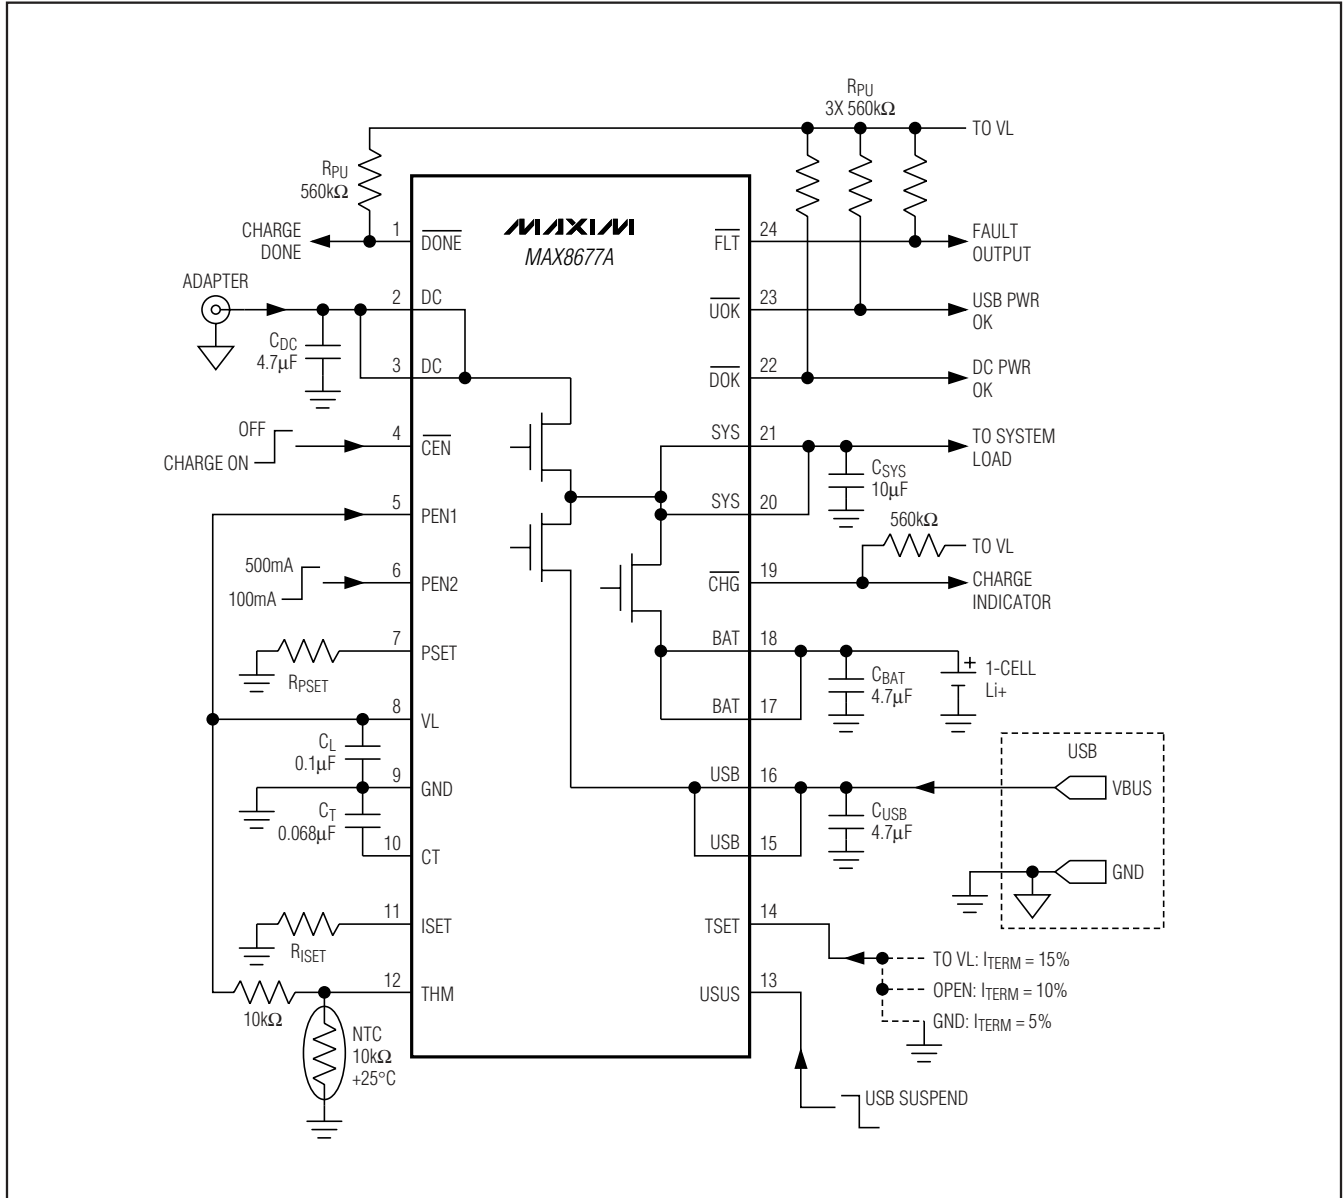 RPU
3X 560kΩ
TO VL
RPU
560kΩ
CHARGE
DONE
1
DONE
MAXIM
MAX8677A
24
FLT
FAULT
OUTPUT
ADAPTER
2
DC
CDC
4.7µF
3
DC
23
UOK
USB PWR
OK
22
DOK
DC PWR
OK
OFF
CHARGE ON
4
CEN
SYS
21
TO SYSTEM
LOAD
CSYS
10µF
5
PEN1
SYS
20
560kΩ
TO VL
500mA
100mA
6
PEN2
19
CHG
CHARGE
INDICATOR
7
PSET
RPSET
BAT
18
CBAT
4.7µF
+
1-CELL
Li+
8
VL
BAT
17
CL
0.1µF
9
GND
CT
0.068µF
10
CT
USB
16
USB
15
CUSB
4.7µF
USB
VBUS
GND
11
ISET
RISET
14
TSET
TO VL: ITERM = 15%
OPEN: ITERM = 10%
GND: ITERM = 5%
12
THM
10kΩ
NTC
10kΩ
+25°C
13
USUS
USB SUSPEND